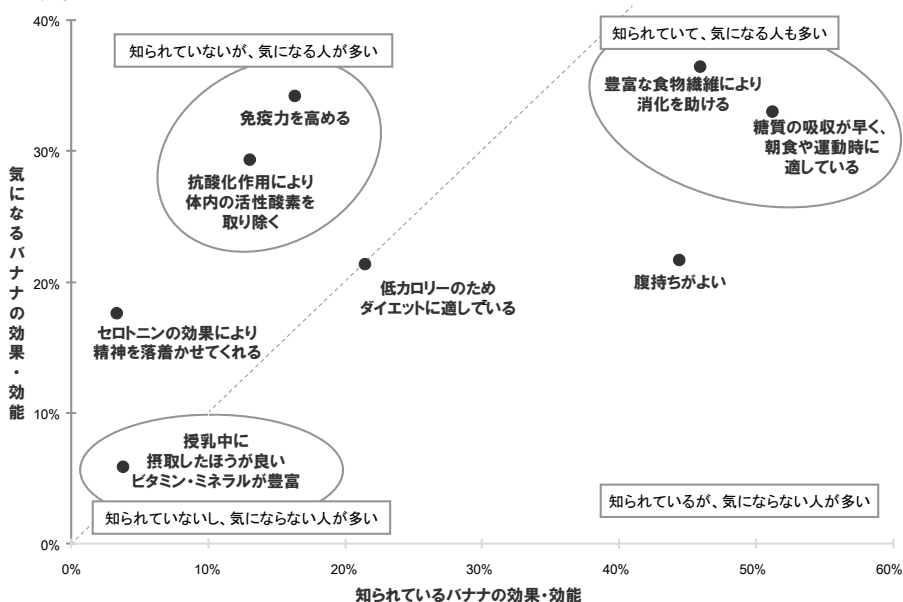 40%
知られていないが、気になる人が多い
知られていて、気になる人も多い
豊富な食物繊維により
消化を助ける
免疫力を高める
糖質の吸収が早く、
朝食や運動時に
適している
30%
抗酸化作用により
体内の活性酸素を
取り除く
気になるバナナの効果・効能
20%
低カロリーのため
ダイエットに適している
腹持ちがよい
セロトニンの効果により
精神を落着かせてくれる
10%
授乳中に
摂取したほうが良い
ビタミン・ミネラルが豊富
知られているが、気にならない人が多い
知られていないし、気にならない人が多い
0%
0%
10%
20%
30%
40%
50%
60%
知られているバナナの効果・効能